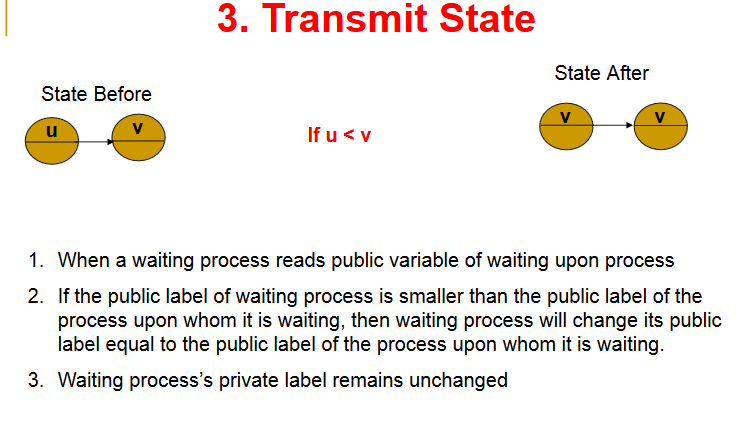 3. Transmit State
State After
State Before
u
v
v
v
If u < v
1. When a waiting process reads public variable of waiting upon process
2. If the public label of waiting process is smaller than the public label of the
process upon whom it is waiting, then waiting process will change its public
label equal to the public label of the process upon whom it is waiting.
3. Waiting process’s private label remains unchanged